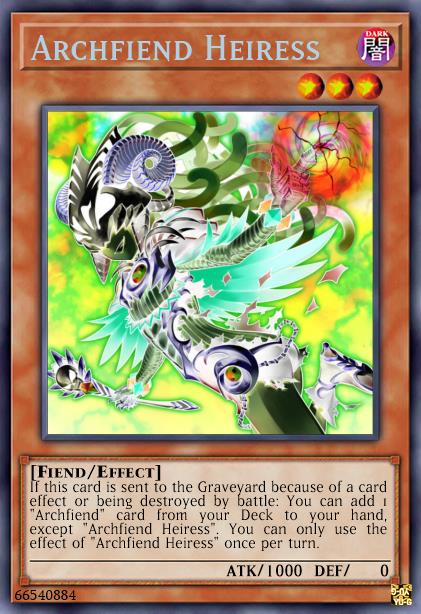 Archfiend Heiress
DARK
闇
[Fiend/Effect]
If this card is sent to the Graveyard because of a card
effect or being destroyed by battle: You can add 1
"Archfiend" card from your Deck to your hand,
except "Archfiend Heiress". You can only use the
effect of "Archfiend Heiress" once per turn.
ATK/1000 DEF/ 0
66540884